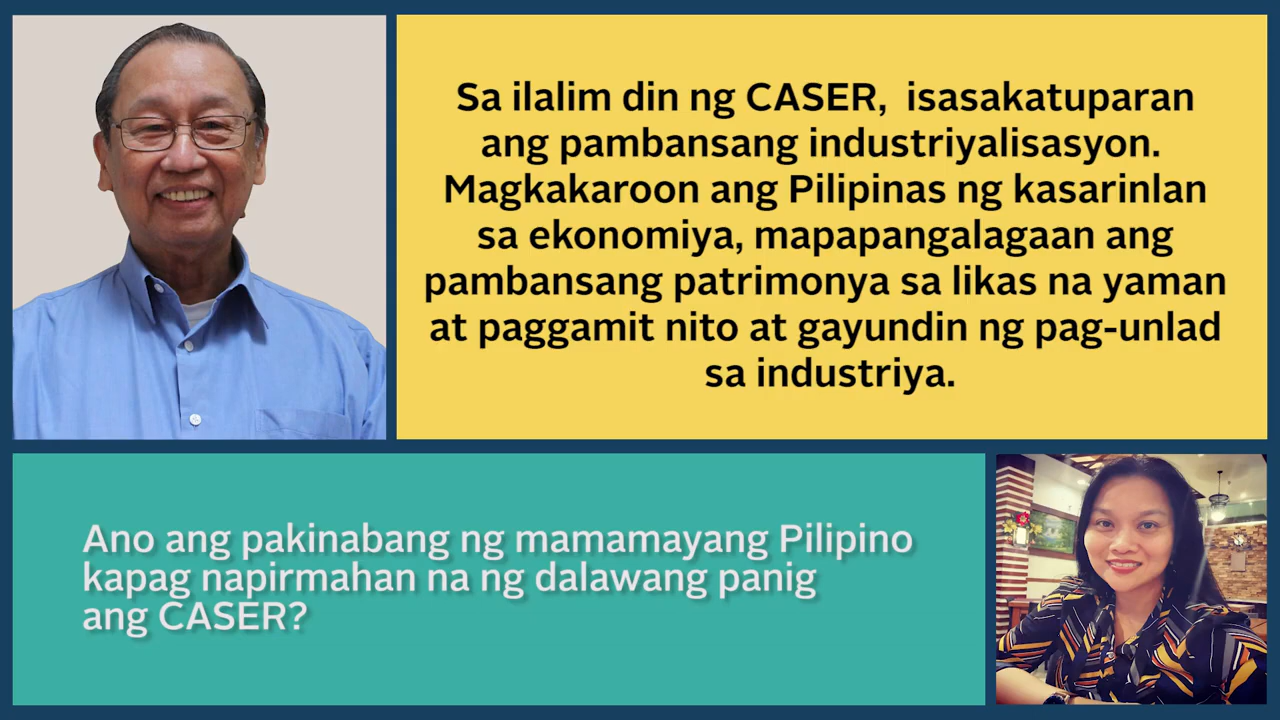 Sa ilalim din ng CASER,  isasakatuparan
ang pambansang industriyalisasyon.
Magkakaroon ang Pilipinas ng kasarinlan
sa ekonomiya, mapapangalagaan ang
pambansang patrimonya sa likas na yaman
at paggamit nito at gayundin ng pag-unlad
sa industriya.
Ano ang pakinabang ng mamamayang Pilipino
kapag napirmahan na ng dalawang panig
ang CASER?